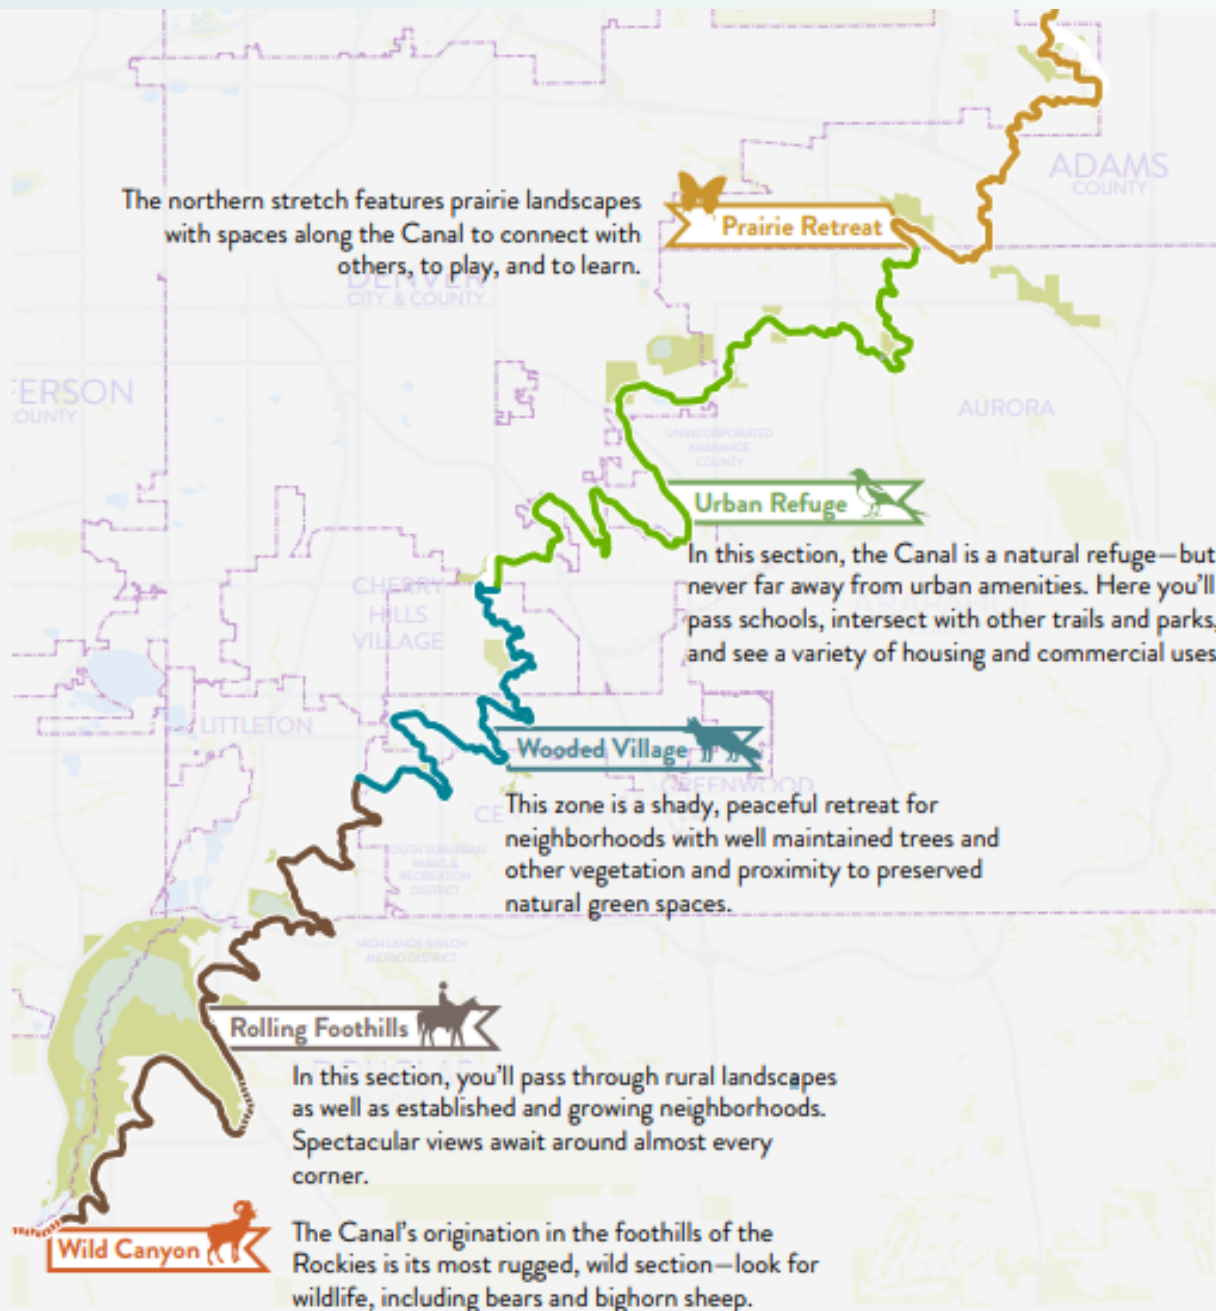 ADAMS
COUNTY
The northern stretch features prairie landscapes
with spaces along the Canal to connect with
others, to play, and to learn.
Prairie Retreat
DENVER
CITY & COUNTY
FERSON
COUNTY
AURORA
UNINCORPORATED
ARAPAHOE
COUNTY
Urban Refuge
In this section, the Canal is a natural refuge—but
never far away from urban amenities. Here you'll
pass schools, intersect with other trails and parks,
and see a variety of housing and commercial uses
CHERRY
HILLS
VILLAGE
LITTLETON
Wooded Village
GREENWOOD
This zone is a shady, peaceful retreat for
neighborhoods with well maintained trees and
other vegetation and proximity to preserved
natural green spaces.
SOUTH SUBURBAN
PARKS &
RECREATION
DISTRICT
HIGHLANDS RANCH
METRO DISTRICT
Rolling Foothills
In this section, you'll pass through rural landscapes
as well as established and growing neighborhoods.
Spectacular views await around almost every
corner.
Wild Canyon
The Canal's origination in the foothills of the
Rockies is its most rugged, wild section—look for
wildlife, including bears and bighorn sheep.